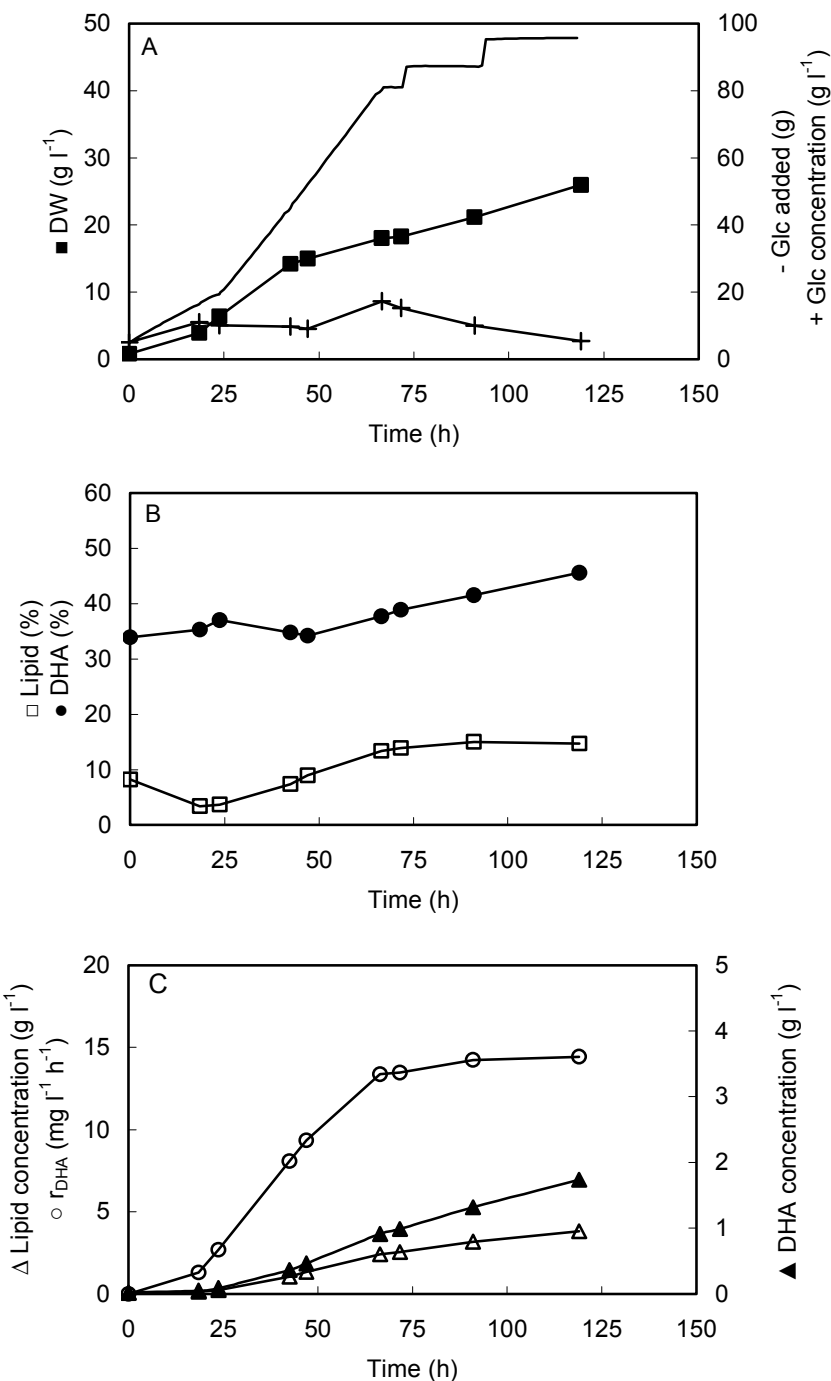 A
50
40
30
20
10
0
■ DW (g l⁻¹)
100
80
60
40
20
0
- Glc added (g)
+ Glc concentration (g l⁻¹)
0 25 50 75 100 125 150
Time (h)
B
60
50
40
30
20
10
0
□ Lipid (%)
● DHA (%)
0 25 50 75 100 125 150
Time (h)
C
20
15
10
5
0
Δ Lipid concentration (g l⁻¹)
○ r_DHA (mg l⁻¹ h⁻¹)
5
4
3
2
1
0
▲ DHA concentration (g l⁻¹)
0 25 50 75 100 125 150
Time (h)